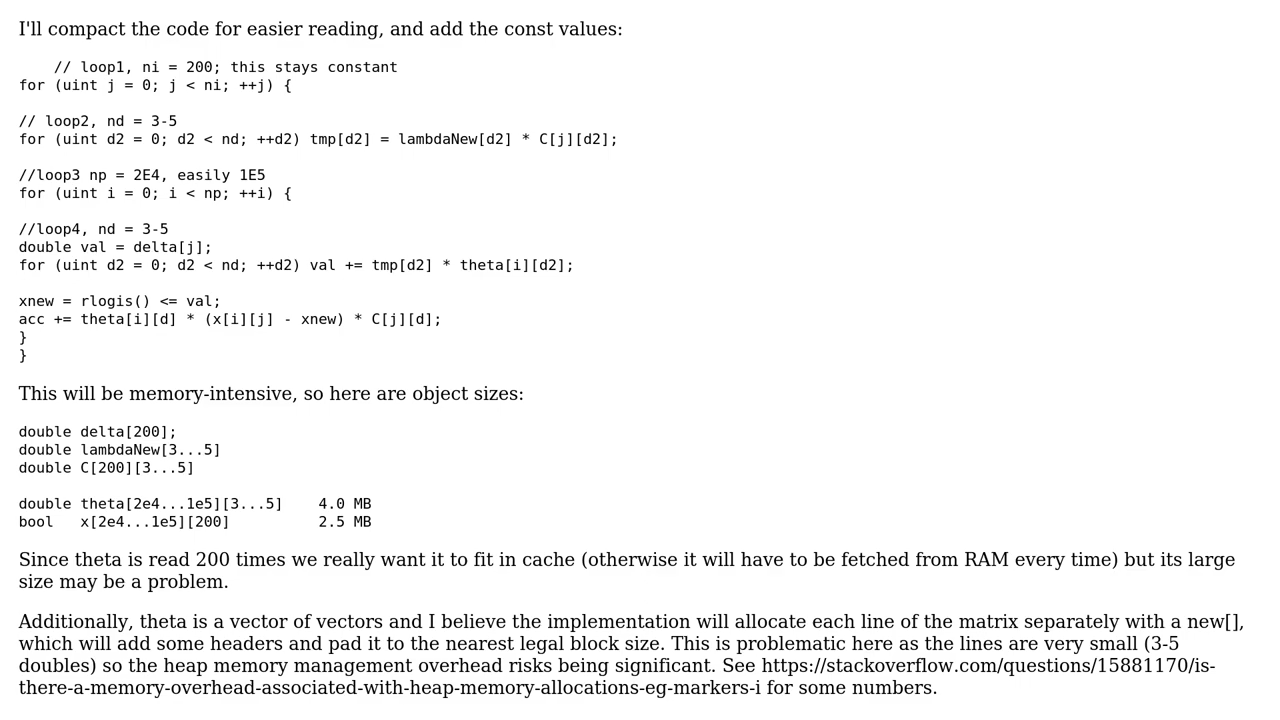 I'll compact the code for easier reading, and add the const values:
// loop1, ni = 200; this stays constant
for (uint j = 0; j < ni; ++j) {
// loop2, nd = 3-5
for (uint d2 = 0; d2 < nd; ++d2) tmp[d2] = lambdaNew[d2] * C[j][d2];
//loop3 np = 2E4, easily 1E5
for (uint i = 0; i < np; ++i) {
//loop4, nd = 3-5
double val = delta[j];
for (uint d2 = 0; d2 < nd; ++d2) val += tmp[d2] * theta[i][d2];
xnew = rlogis() <= val;
acc += theta[i][d] * (x[i][j] - xnew) * C[j][d];
}
}
This will be memory-intensive, so here are object sizes:
double delta[200];
double lambdaNew[3...5]
double C[200][3...5]
double theta[2e4...1e5][3...5]    4.0 MB
bool   x[2e4...1e5][200]          2.5 MB
Since theta is read 200 times we really want it to fit in cache (otherwise it will have to be fetched from RAM every time) but its large
size may be a problem.
Additionally, theta is a vector of vectors and I believe the implementation will allocate each line of the matrix separately with a new[],
which will add some headers and pad it to the nearest legal block size. This is problematic here as the lines are very small (3-5
doubles) so the heap memory management overhead risks being significant. See https://stackoverflow.com/questions/15881170/is-
there-a-memory-overhead-associated-with-heap-memory-allocations-eg-markers-i for some numbers.